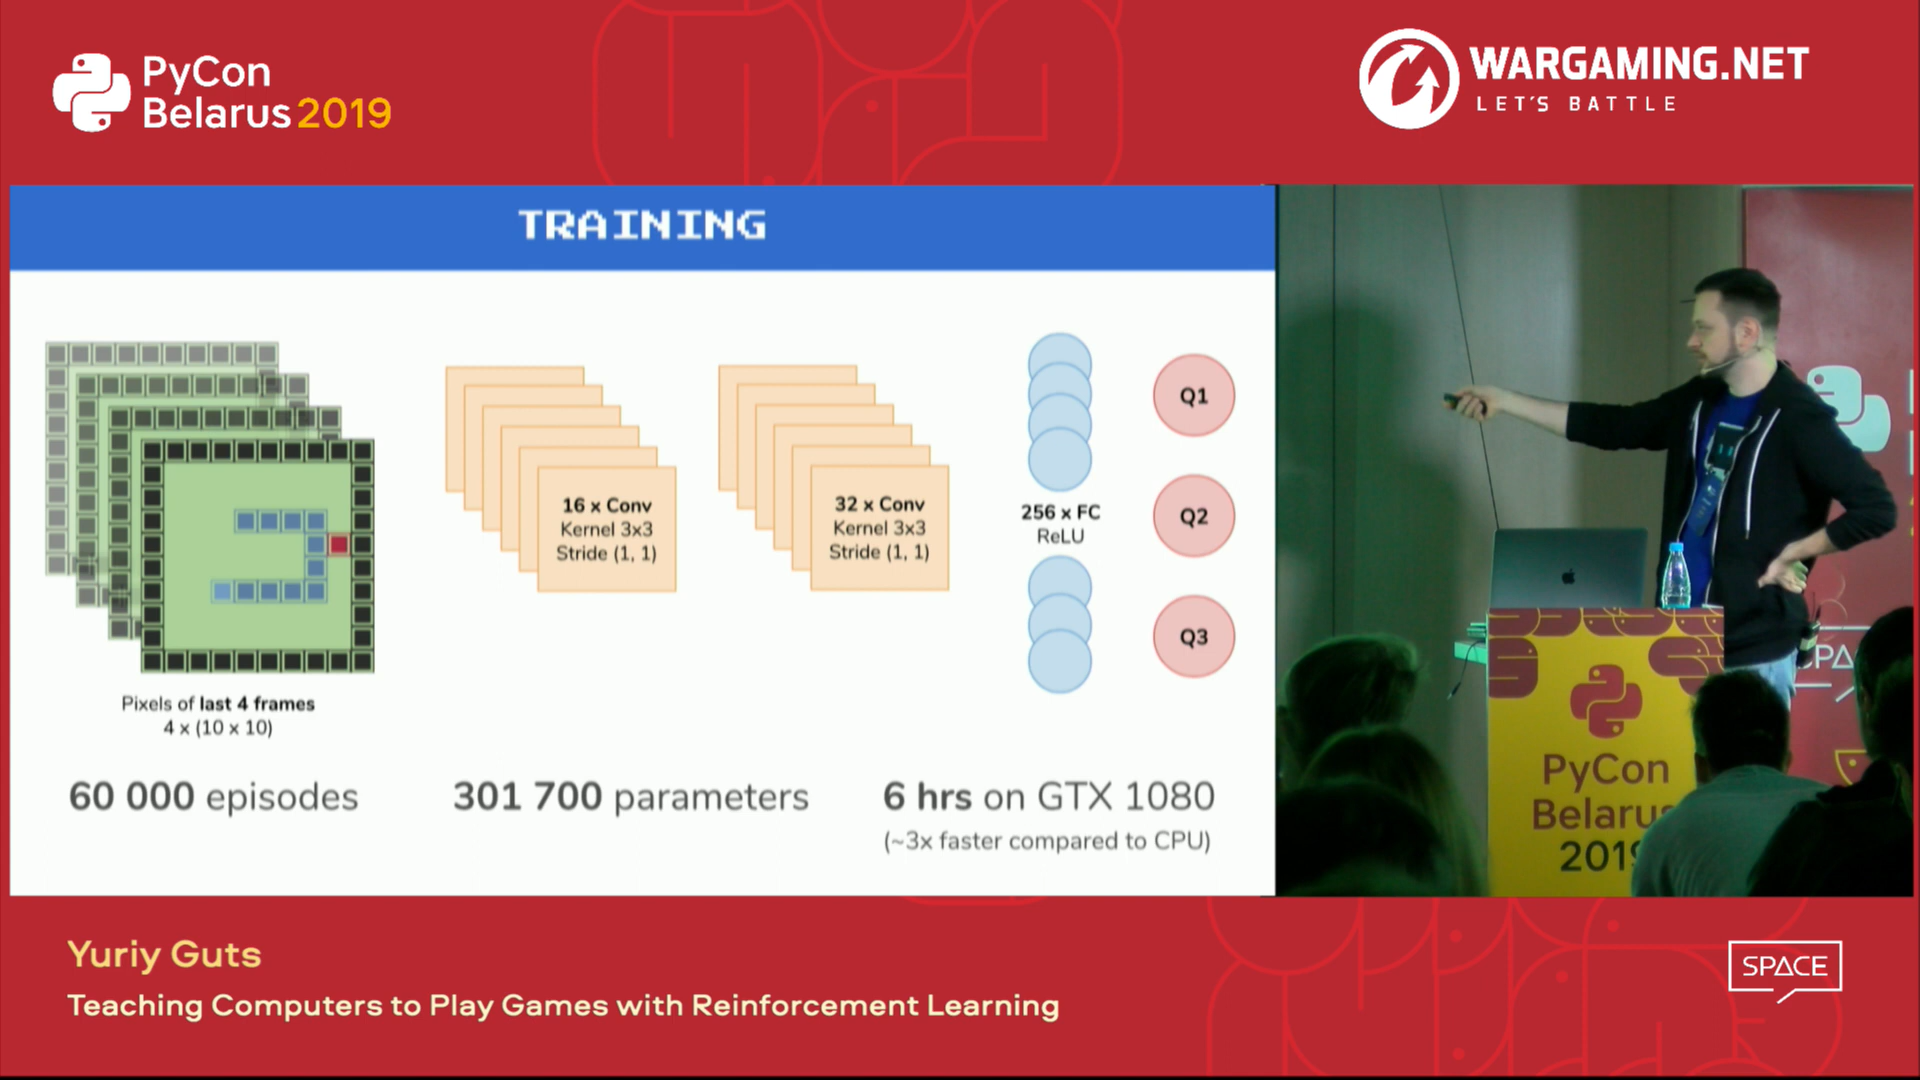 PyCon
Belarus 2019
WARGAMING.NET
LET'S BATTLE
TRAINING
16 x Conv
Kernel 3x3
Stride (1, 1)
32 x Conv
Kernel 3x3
Stride (1, 1)
256 x FC
ReLU
Q1
Q2
Q3
Pixels of last 4 frames
4 x (10 x 10)
60 000 episodes
301 700 parameters
6 hrs on GTX 1080
(~3x faster compared to CPU)
PyCon
Belarus
2019
Yuriy Guts
Teaching Computers to Play Games with Reinforcement Learning
SPACE